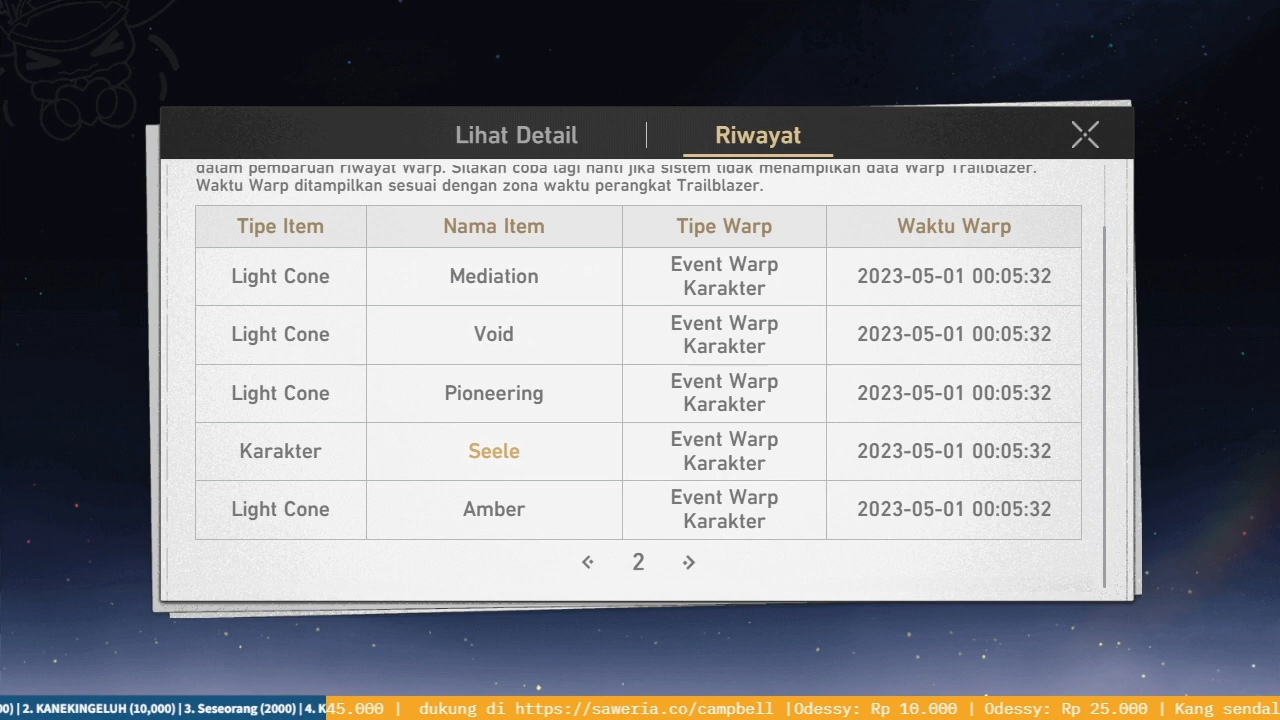 Lihat Detail
Riwayat
dalam pembaruan riwayat Warp. Silakan coba lagi nanti jika sistem tidak menampilkan data Warp Trailblazer.
Waktu Warp ditampilkan sesuai dengan zona waktu perangkat Trailblazer.
Tipe Item Nama Item Tipe Warp Waktu Warp
Light Cone Mediation Event Warp Karakter 2023-05-01 00:05:32
Light Cone Void Event Warp Karakter 2023-05-01 00:05:32
Light Cone Pioneering Event Warp Karakter 2023-05-01 00:05:32
Karakter Seele Event Warp Karakter 2023-05-01 00:05:32
Light Cone Amber Event Warp Karakter 2023-05-01 00:05:32
2
00) | 2. KANEKINGELUH (10,000) | 3. Seseorang (2000) | 4. K
45.000 | dukung di https://saweria.co/campbell |Odessy: Rp 10.000 | Odessy: Rp 25.000 | Kang sendal